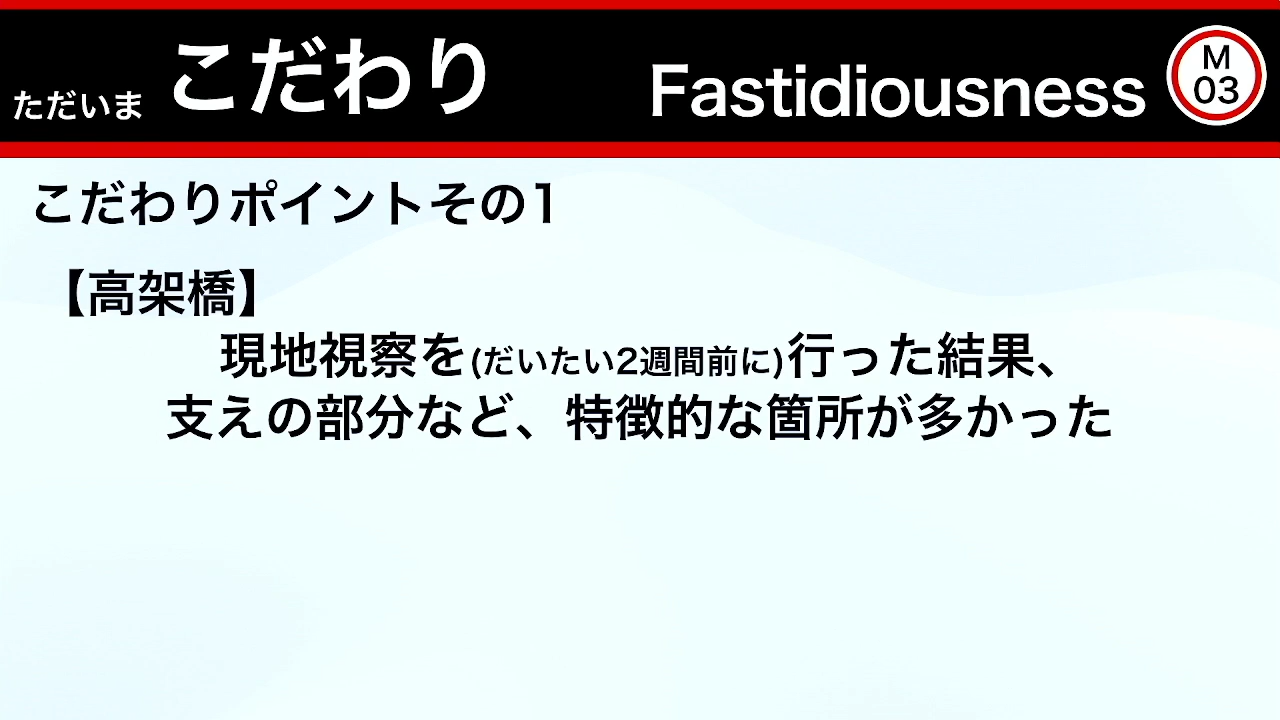 ただいま こだわり Fastidiousness M 03
こだわりポイントその1
【高架橋】
現地視察を(だいたい2週間前に)行った結果、
支えの部分など、特徴的な箇所が多かった